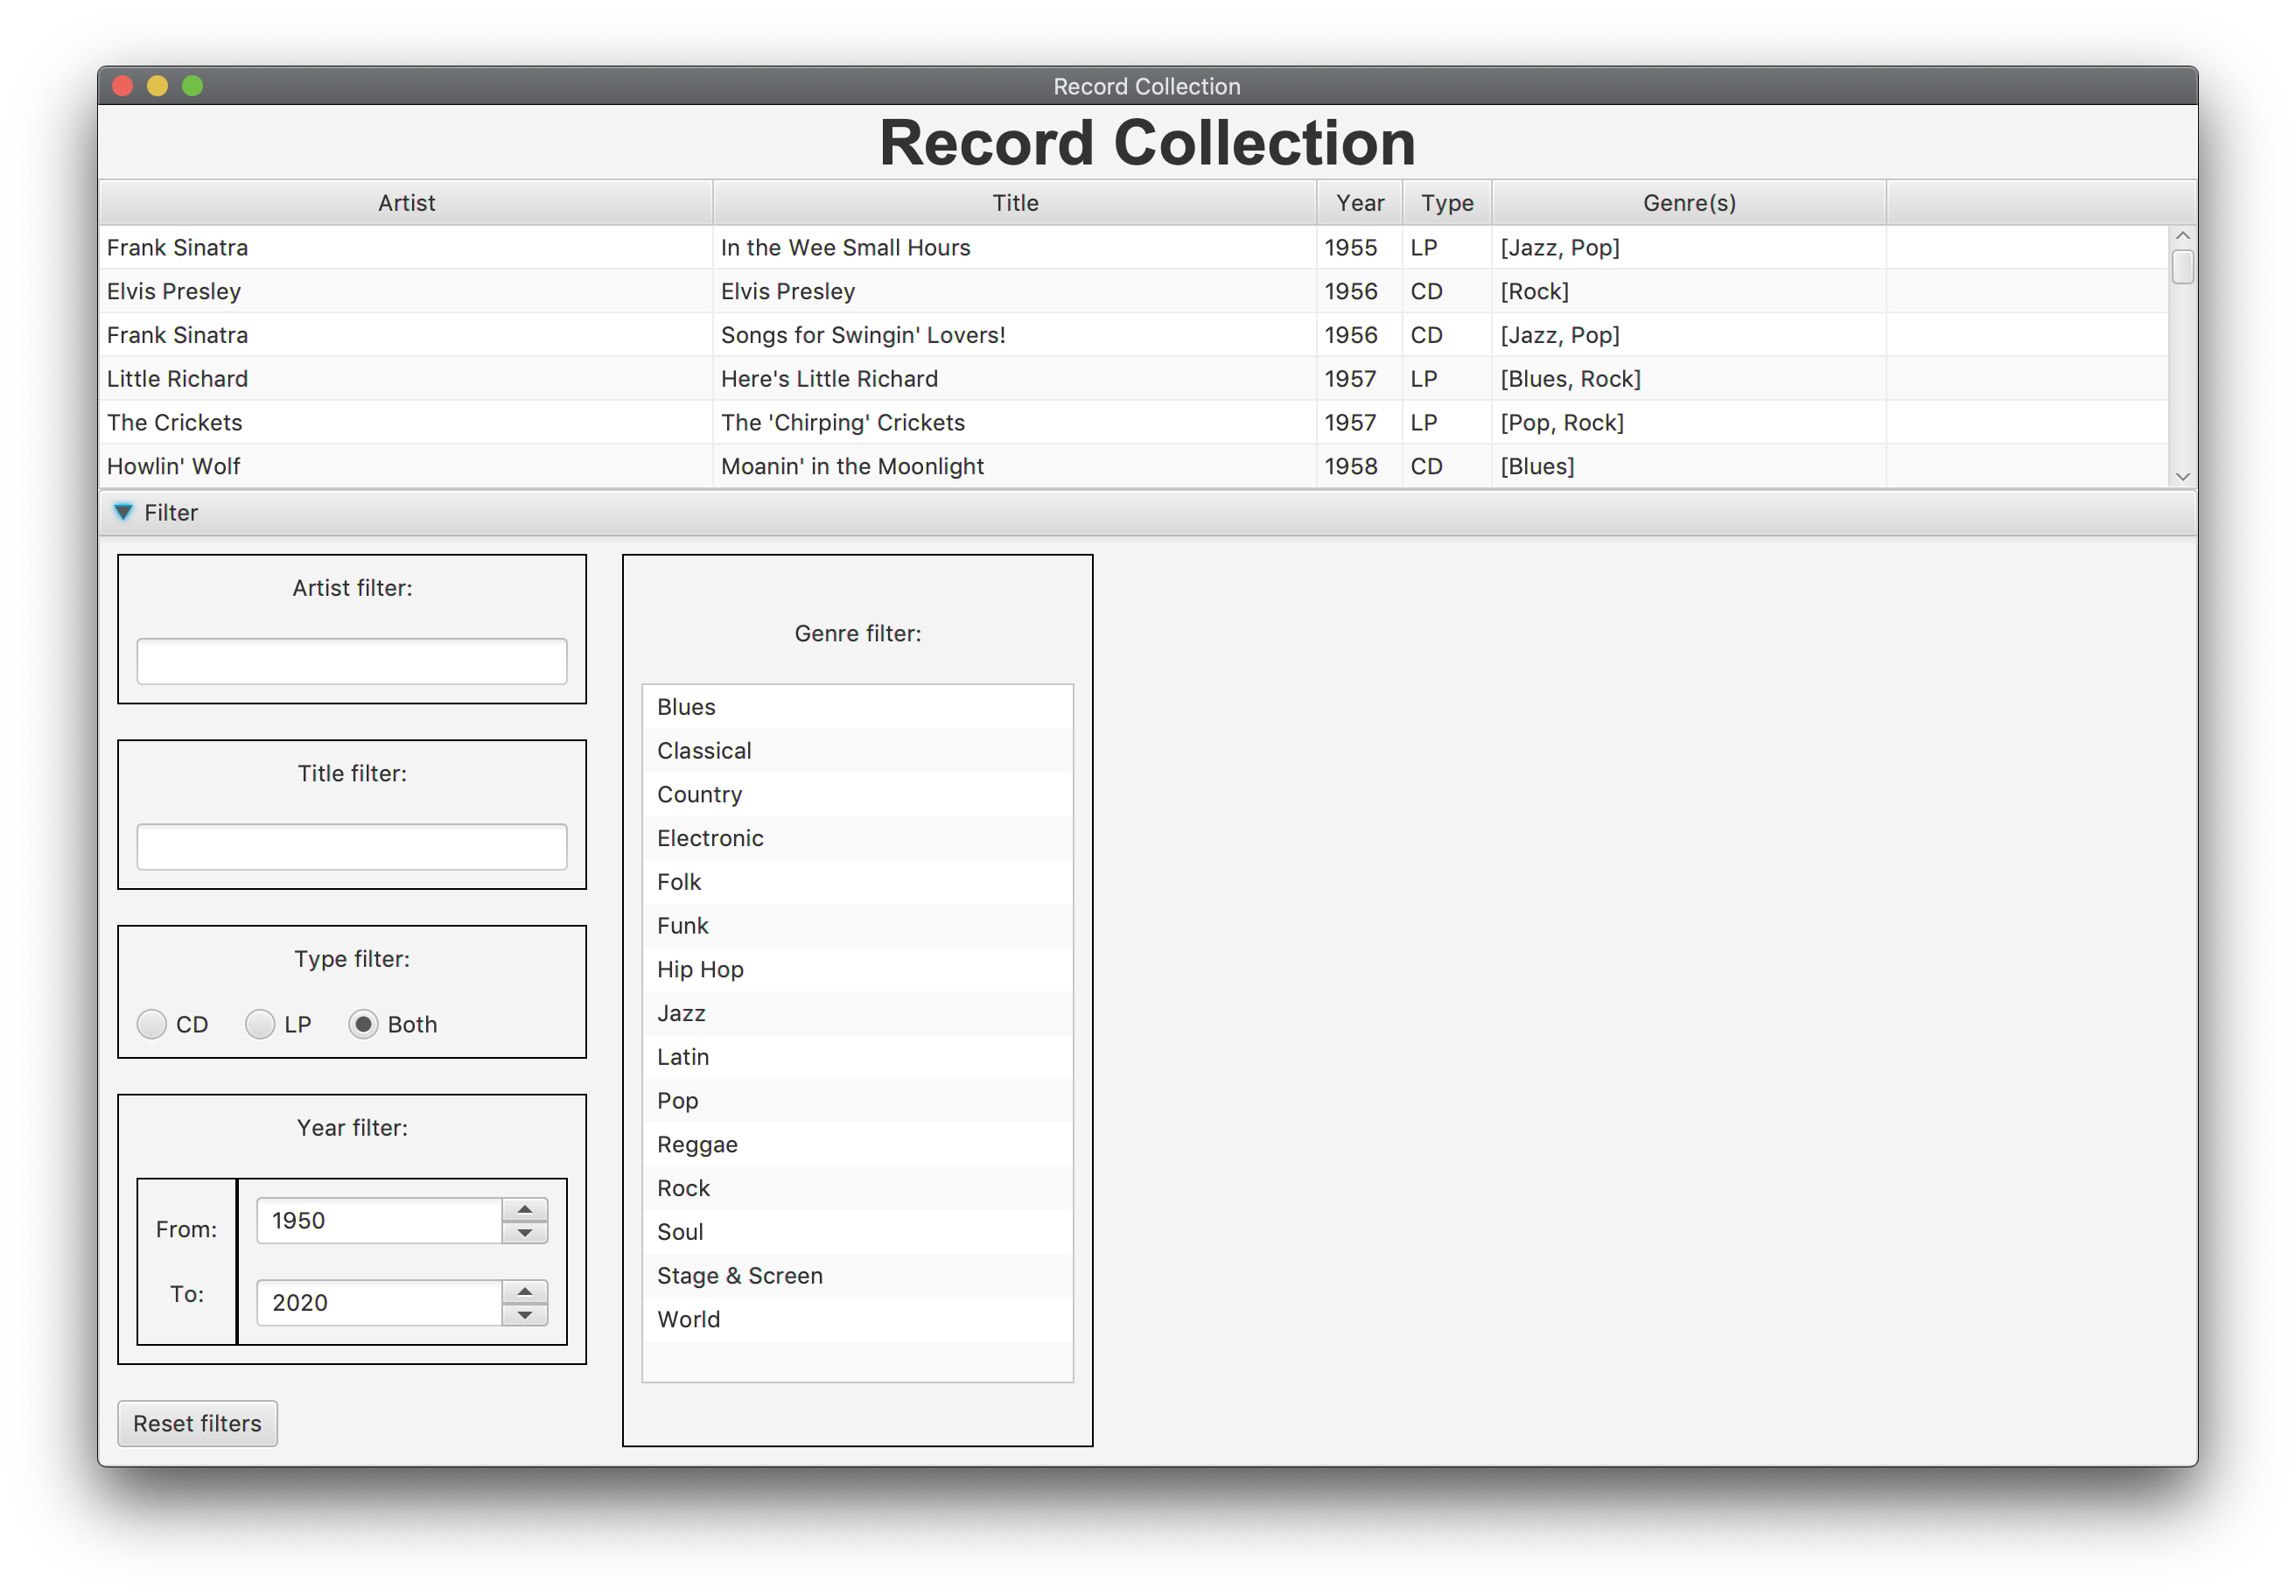 Record Collection
Record Collection
Artist Title Year Type Genre(s)
Frank Sinatra In the Wee Small Hours 1955 LP [Jazz, Pop]
Elvis Presley Elvis Presley 1956 CD [Rock]
Frank Sinatra Songs for Swingin' Lovers! 1956 CD [Jazz, Pop]
Little Richard Here's Little Richard 1957 LP [Blues, Rock]
The Crickets The 'Chirping' Crickets 1957 LP [Pop, Rock]
Howlin' Wolf Moanin' in the Moonlight 1958 CD [Blues]
Filter
Artist filter:
Title filter:
Type filter:
CD LP Both
Year filter:
From: 1950
To: 2020
Reset filters
Genre filter:
Blues
Classical
Country
Electronic
Folk
Funk
Hip Hop
Jazz
Latin
Pop
Reggae
Rock
Soul
Stage & Screen
World